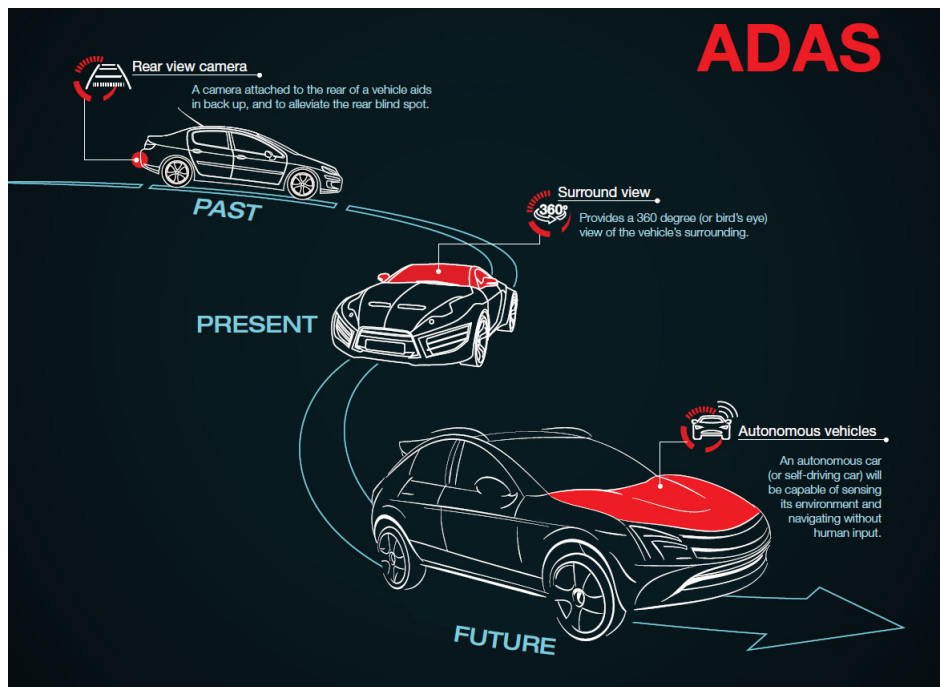 ADAS
Rear view camera
A camera attached to the rear of a vehicle aids
in back up, and to alleviate the rear blind spot.
PAST
Surround view
360°
Provides a 360 degree (or bird's eye)
view of the vehicle's surrounding.
PRESENT
Autonomous vehicles
An autonomous car
(or self-driving car) will
be capable of sensing
its environment and
navigating without
human input.
FUTURE